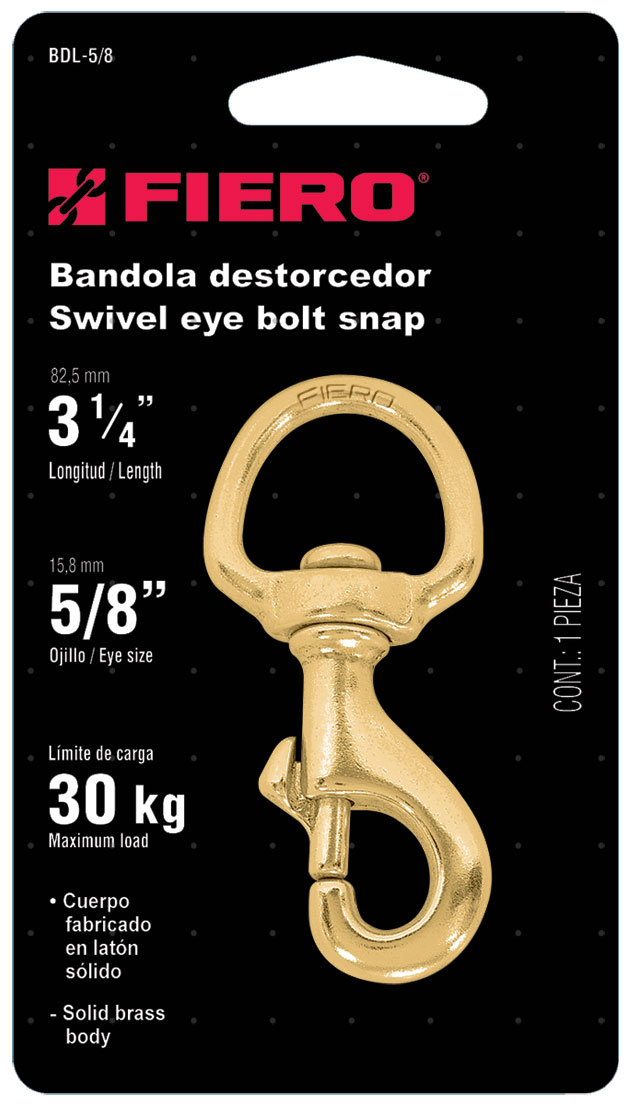 BDL-5/8
FIERO®
Bandola destorcedor
Swivel eye bolt snap
82,5 mm
3 1/4”
Longitud / Length
FIERO
15,8 mm
5/8”
Ojillo / Eye size
CONT.: 1 PIEZA
Límite de carga
30 kg
Maximum load
• Cuerpo
fabricado
en latón
sólido
- Solid brass
body